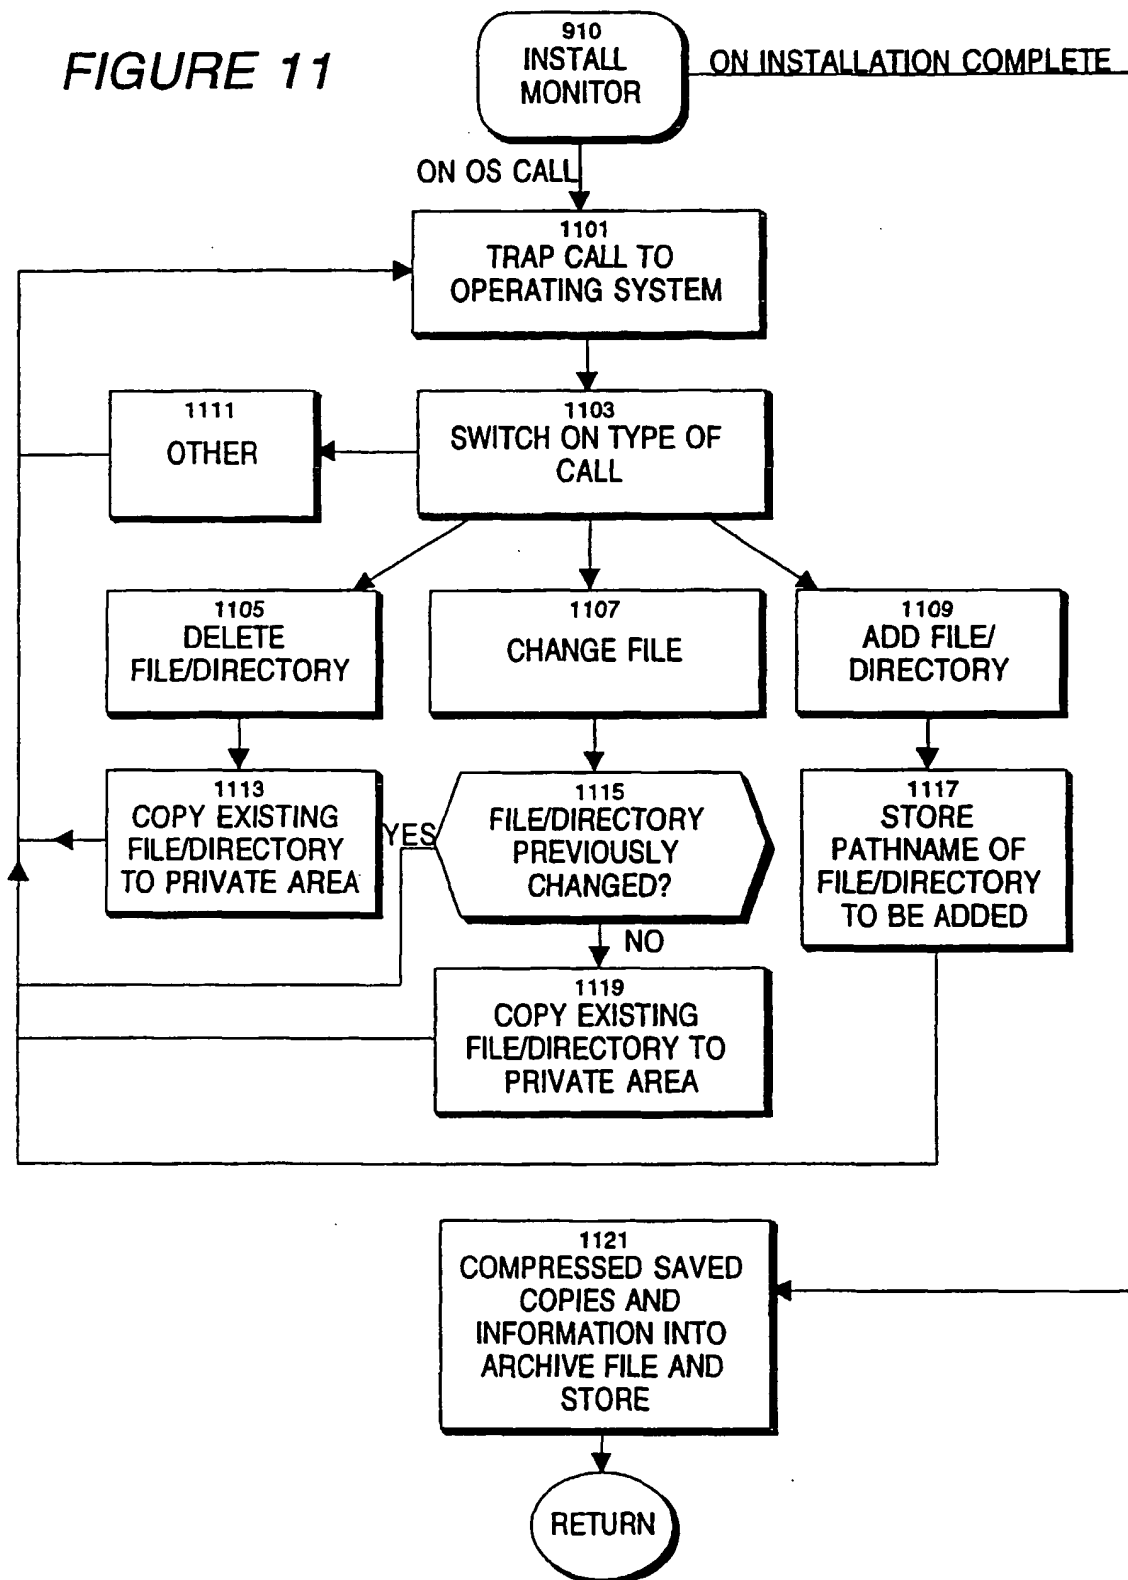 FIGURE 11
910
INSTALL
MONITOR
ON INSTALLATION COMPLETE
ON OS CALL
1101
TRAP CALL TO
OPERATING SYSTEM
1111
OTHER
1103
SWITCH ON TYPE OF
CALL
1105
DELETE
FILE/DIRECTORY
1107
CHANGE FILE
1109
ADD FILE/
DIRECTORY
1113
COPY EXISTING
FILE/DIRECTORY
TO PRIVATE AREA
YES
1115
FILE/DIRECTORY
PREVIOUSLY
CHANGED?
1117
STORE
PATHNAME OF
FILE/DIRECTORY
TO BE ADDED
NO
1119
COPY EXISTING
FILE/DIRECTORY TO
PRIVATE AREA
1121
COMPRESSED SAVED
COPIES AND
INFORMATION INTO
ARCHIVE FILE AND
STORE
RETURN